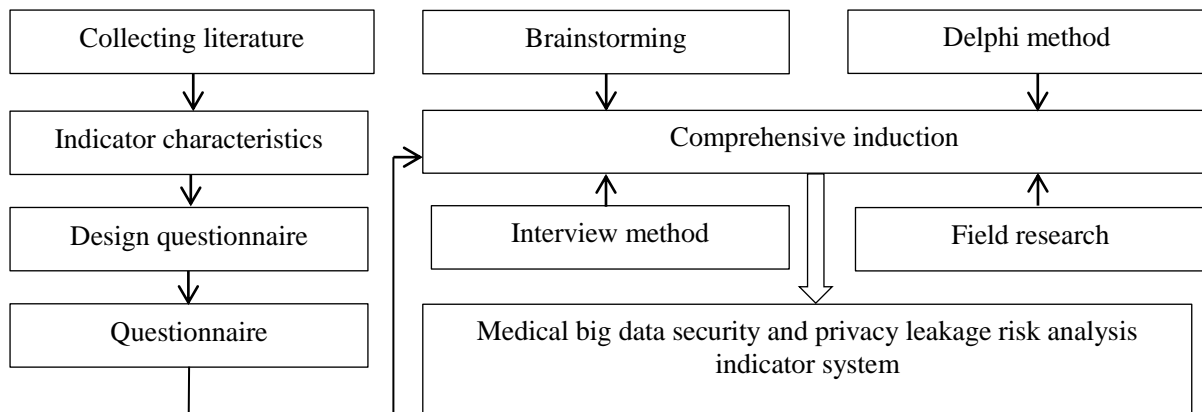 Collecting literature
Indicator characteristics
Design questionnaire
Questionnaire
Brainstorming
Delphi method
Comprehensive induction
Interview method
Field research
Medical big data security and privacy leakage risk analysis
indicator system